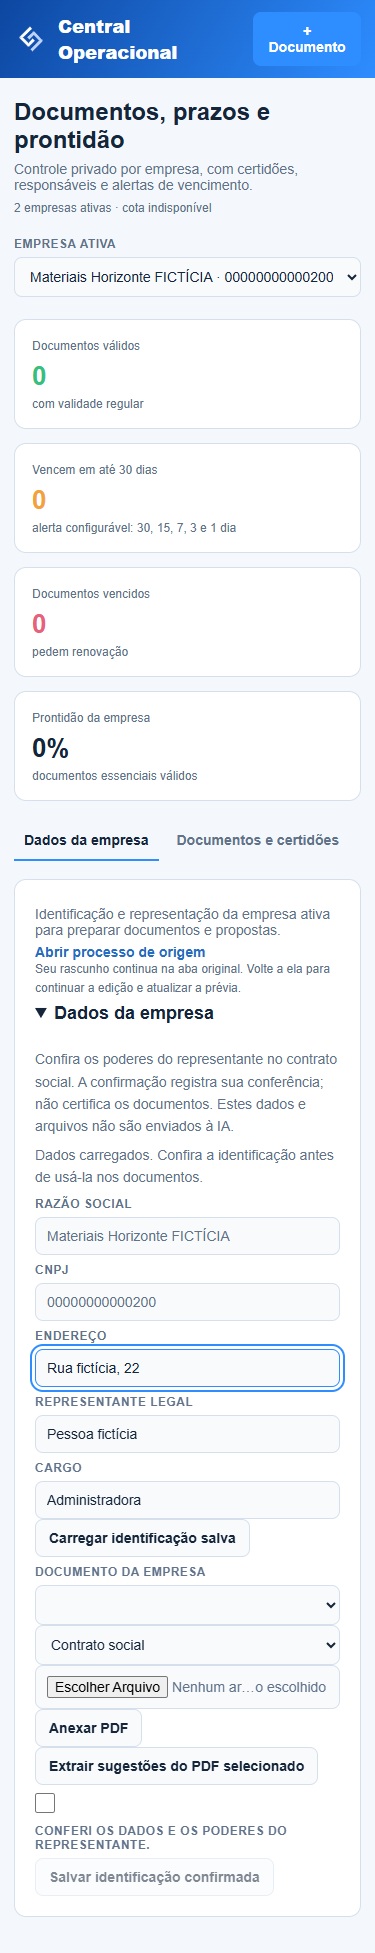 Central
Operacional
+
Documento
Documentos, prazos e
prontidão
Controle privado por empresa, com certidões,
responsáveis e alertas de vencimento.
2 empresas ativas · cota indisponível
EMPRESA ATIVA
Materiais Horizonte FICTÍCIA · 00000000000200
Documentos válidos
0
com validade regular
Vencem em até 30 dias
0
alerta configurável: 30, 15, 7, 3 e 1 dia
Documentos vencidos
0
pedem renovação
Prontidão da empresa
0%
documentos essenciais válidos
Dados da empresa
Documentos e certidões
Identificação e representação da empresa ativa
para preparar documentos e propostas.
Abrir processo de origem
Seu rascunho continua na aba original. Volte a ela para
continuar a edição e atualizar a prévia.
▼ Dados da empresa
Confira os poderes do representante no contrato
social. A confirmação registra sua conferência;
não certifica os documentos. Estes dados e
arquivos não são enviados à IA.
Dados carregados. Confira a identificação antes
de usá-la nos documentos.
RAZÃO SOCIAL
Materiais Horizonte FICTÍCIA
CNPJ
00000000000200
ENDEREÇO
Rua fictícia, 22
REPRESENTANTE LEGAL
Pessoa fictícia
CARGO
Administradora
Carregar identificação salva
DOCUMENTO DA EMPRESA
Contrato social
Escolher Arquivo Nenhum ar…o escolhido
Anexar PDF
Extrair sugestões do PDF selecionado
CONFERI OS DADOS E OS PODERES DO
REPRESENTANTE.
Salvar identificação confirmada